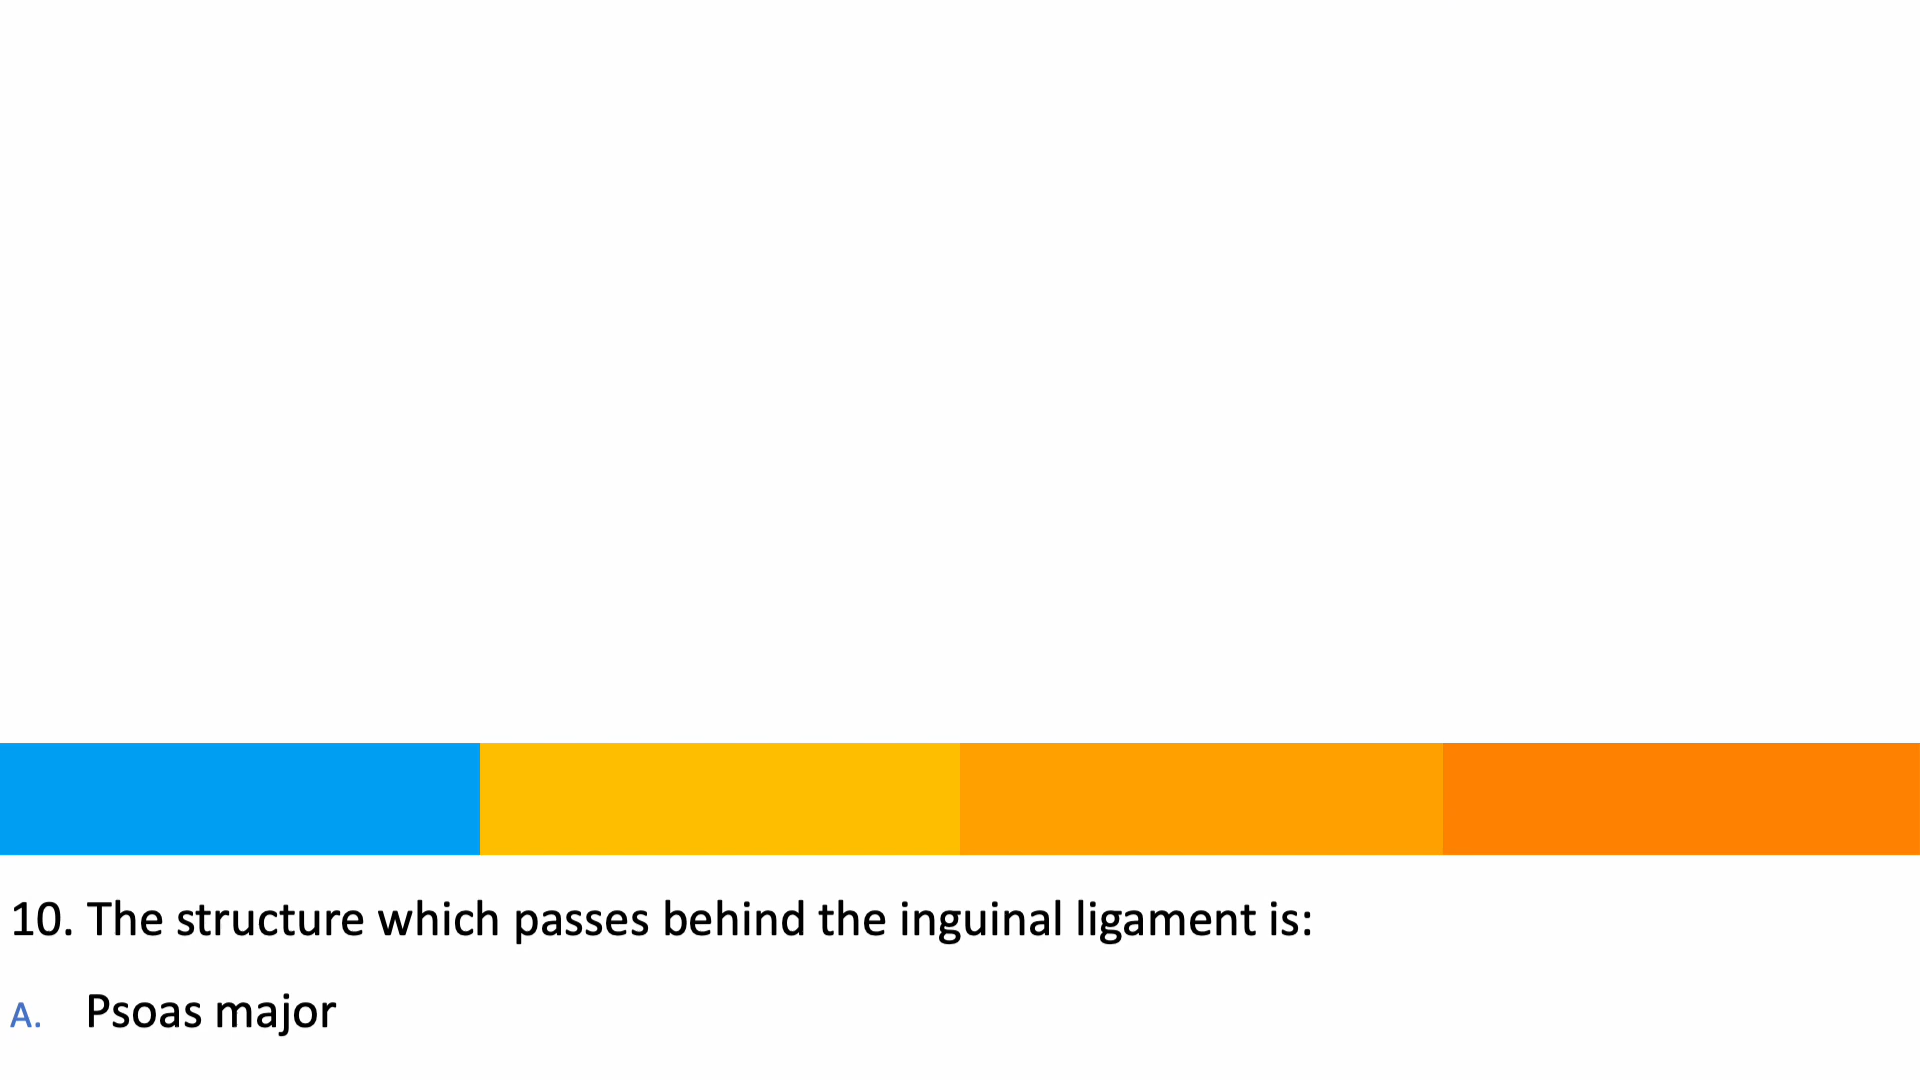 10. The structure which passes behind the inguinal ligament is:
A. Psoas major